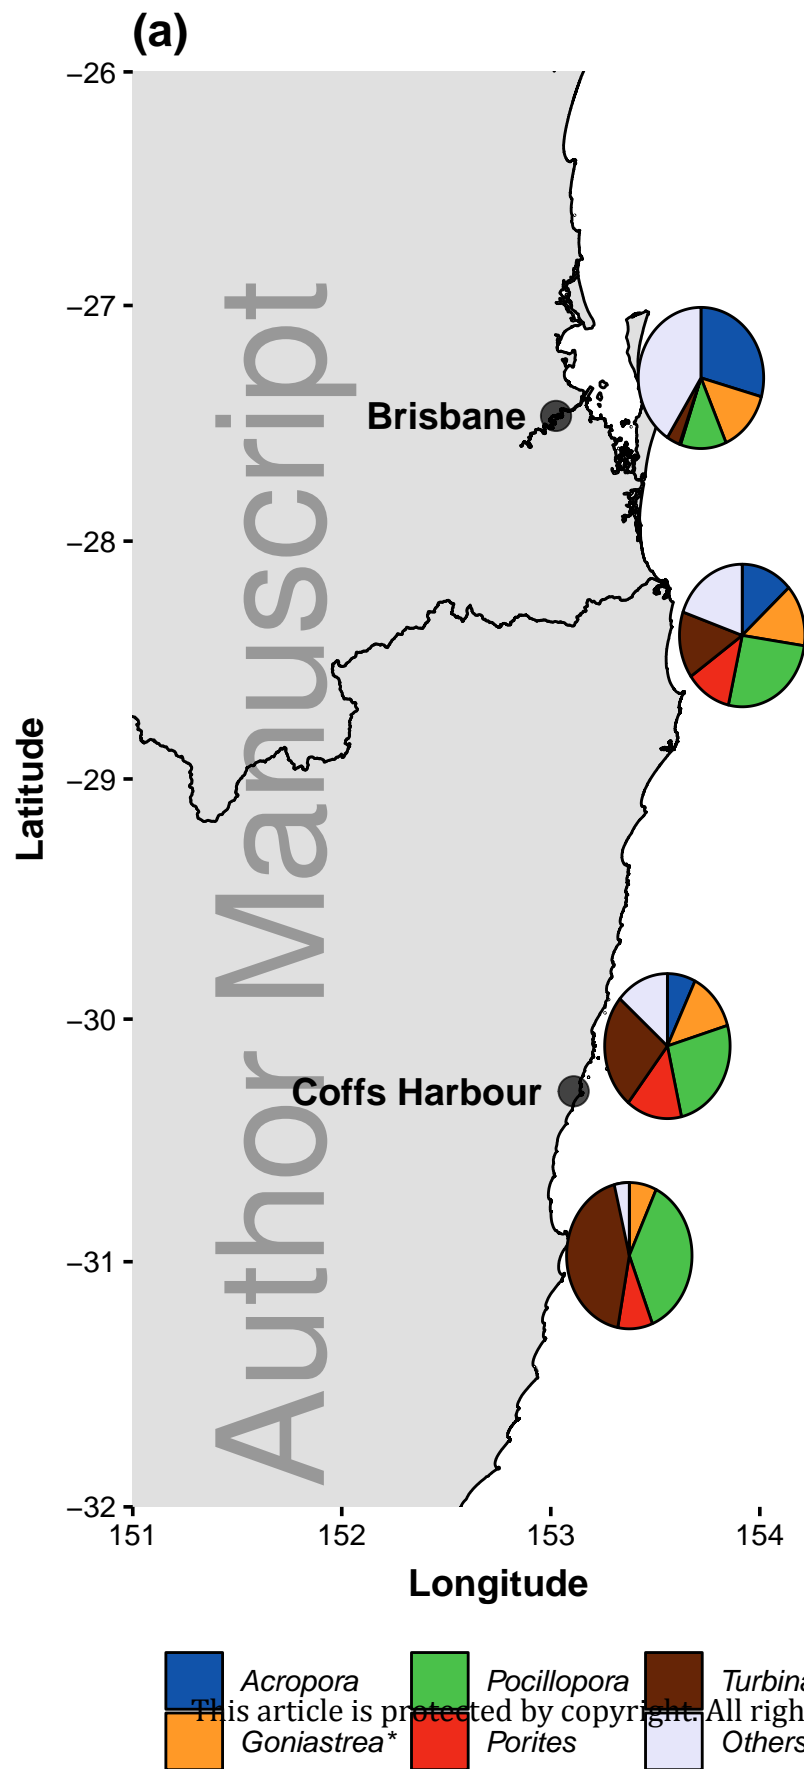 (a)
−26
−27
−28
−29
−30
−31
−32
Latitude
Author Manuscript
Brisbane
Coffs Harbour
151 152 153 154
Longitude
Acropora Pocillopora
This article is protected by copyright. All
Goniastrea* Porites Others